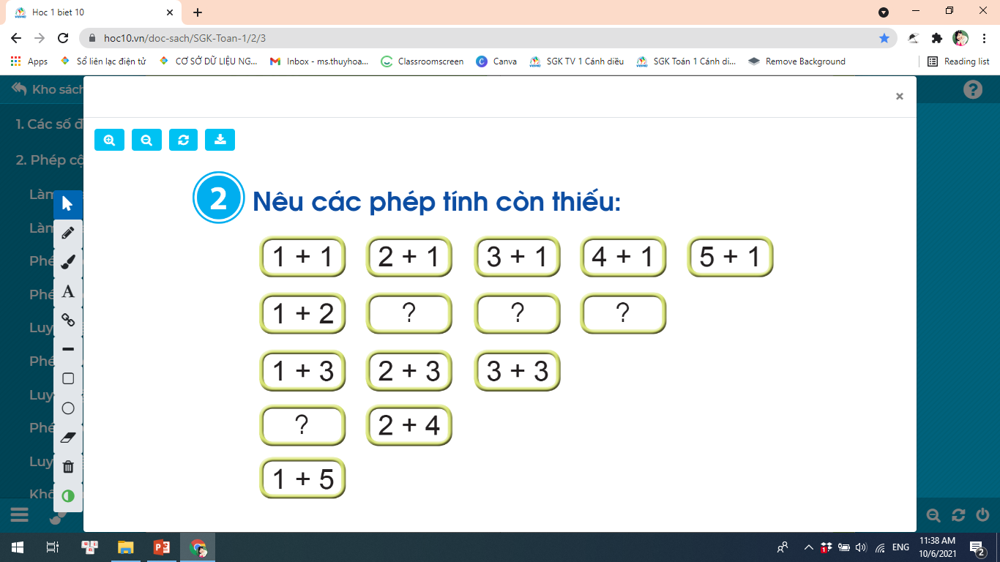 Hoc 1 biet 10
hoc10.vn/doc-sach/SGK-Toan-1/2/3
Apps Sổ liên lạc điện tử CƠ SỞ DỮ LIỆU NG... Inbox - ms.thuyhoa... Classroomscreen Canva SGK TV 1 Cánh diều SGK Toán 1 Cánh di... Remove Background Reading list
Kho sách
1. Các số đ
2. Phép cộ
Làm
Làm
Phé
Phé
Luy
Phé
Luy
Phé
Luy
Khô
2 Nêu các phép tính còn thiếu:
1 + 1 2 + 1 3 + 1 4 + 1 5 + 1
1 + 2 ? ? ?
1 + 3 2 + 3 3 + 3
? 2 + 4
1 + 5
ENG
11:38 AM
10/6/2021
2